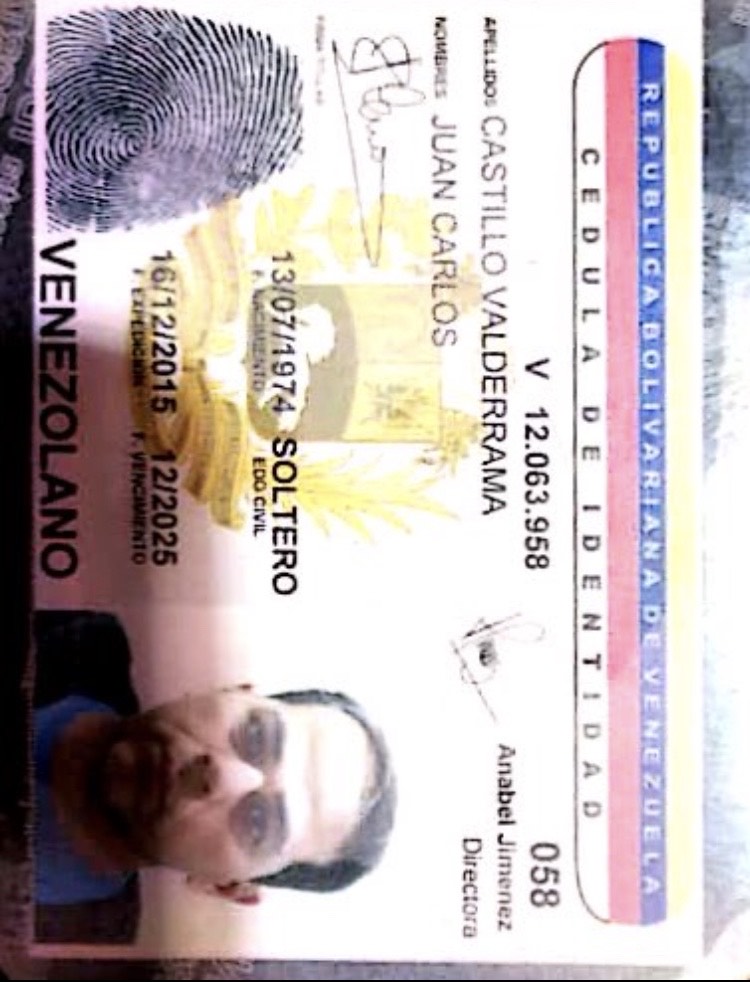 REPUBLICA BOLIVARIANA DE VENEZUELA
CEDULA DE IDENTIDAD
V 12.063.958 058
APELLIDOS CASTILLO VALDERRAMA
Anabel Jimenez
Directora
NOMBRES JUAN CARLOS
FIRMA TITULAR
13/07/1974 SOLTERO
F. NACIMIENTO EDO CIVIL
16/12/2015 12/2025
F. EXPEDICION F. VENCIMIENTO
VENEZOLANO